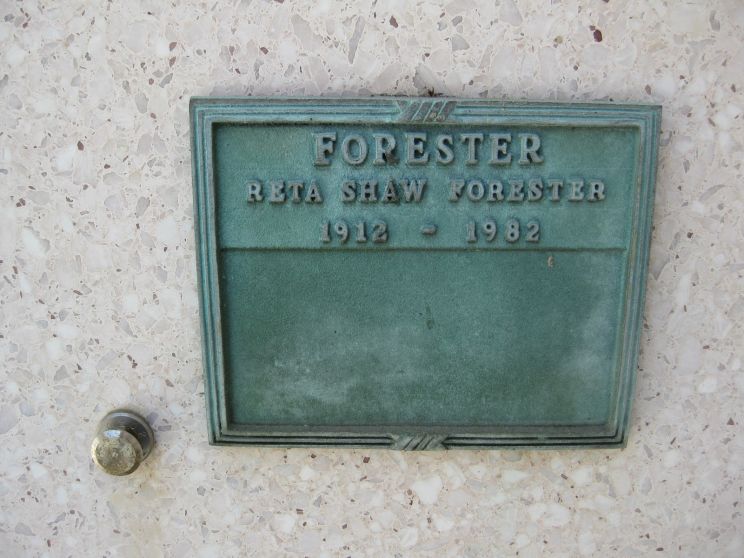 FORESTER
RETA SHAW FORESTER
1912 - 1982